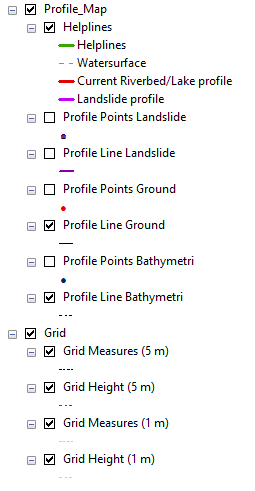 Profile_Map
Helplines
Helplines
Watersurface
Current Riverbed/Lake profile
Landslide profile
Profile Points Landslide
Profile Line Landslide
Profile Points Ground
Profile Line Ground
Profile Points Bathymetri
Profile Line Bathymetri
Grid
Grid Measures (5 m)
Grid Height (5 m)
Grid Measures (1 m)
Grid Height (1 m)